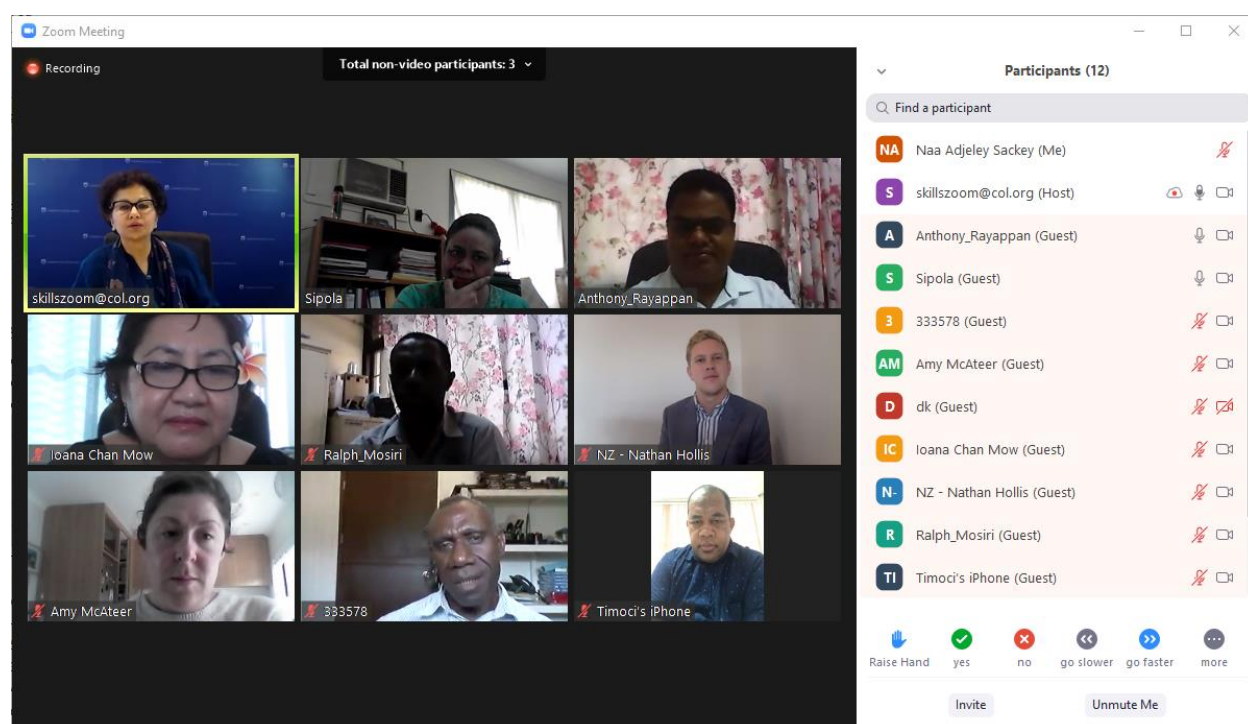 Zoom Meeting
Recording
Total non-video participants: 3
skillszoom@col.org
Sipola
Anthony_Rayappan
Ioana Chan Mow
Ralph_Mosiri
NZ - Nathan Hollis
Amy McAteer
333578
Timoci's iPhone
Participants (12)
Find a participant
NA Naa Adjeley Sackey (Me)
S skillszoom@col.org (Host)
A Anthony_Rayappan (Guest)
S Sipola (Guest)
3 333578 (Guest)
AM Amy McAteer (Guest)
D dk (Guest)
IC Ioana Chan Mow (Guest)
N- NZ - Nathan Hollis (Guest)
R Ralph_Mosiri (Guest)
TI Timoci's iPhone (Guest)
Raise Hand yes no go slower go faster more
Invite Unmute Me